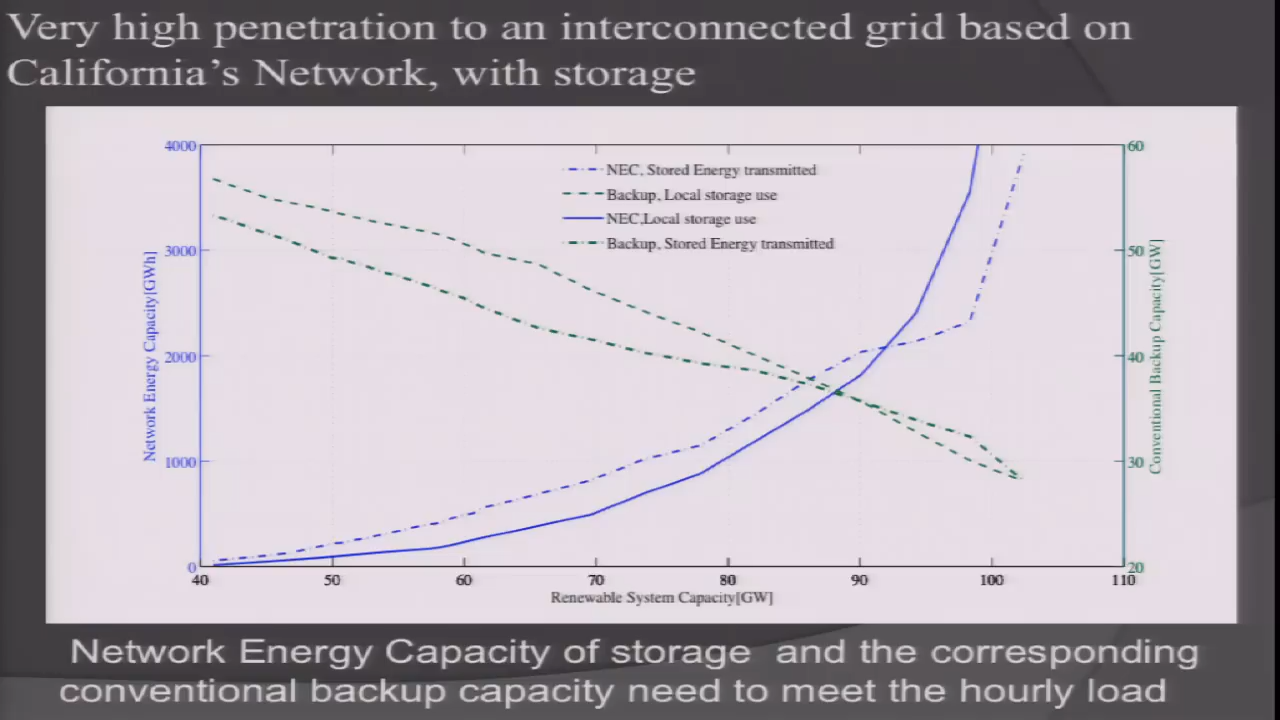 Very high penetration to an interconnected grid based on
California's Network, with storage
4000
3000
2000
1000
0
Network Energy Capacity[GWh]
NEC, Stored Energy transmitted
Backup, Local storage use
NEC,Local storage use
Backup, Stored Energy transmitted
60
50
40
30
20
Conventional Backup Capacity[GW]
40 50 60 70 80 90 100 110
Renewable System Capacity[GW]
Network Energy Capacity of storage and the corresponding
conventional backup capacity need to meet the hourly load